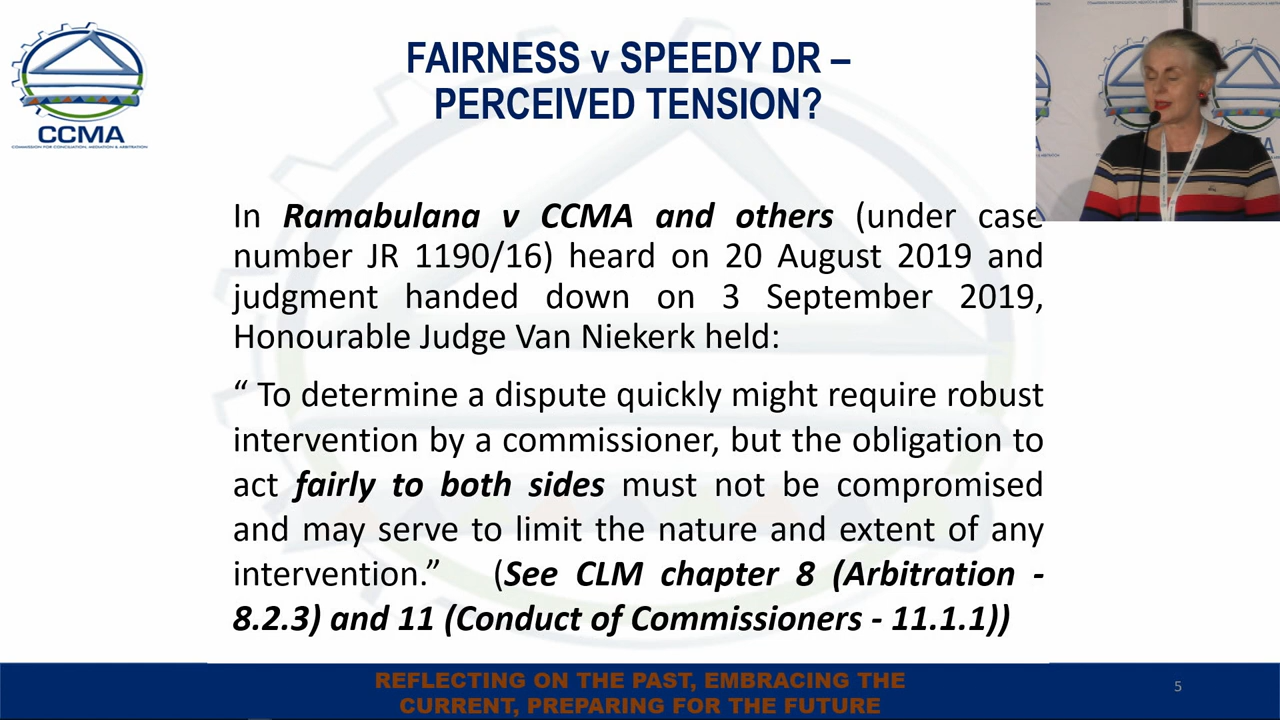 FAIRNESS v SPEEDY DR –
PERCEIVED TENSION?
CCMA
COMMISSION FOR CONCILIATION, MEDIATION & ARBITRATION
In Ramabulana v CCMA and others (under case
number JR 1190/16) heard on 20 August 2019 and
judgment handed down on 3 September 2019,
Honourable Judge Van Niekerk held:
“ To determine a dispute quickly might require robust
intervention by a commissioner, but the obligation to
act fairly to both sides must not be compromised
and may serve to limit the nature and extent of any
intervention.” (See CLM chapter 8 (Arbitration -
8.2.3) and 11 (Conduct of Commissioners - 11.1.1))
REFLECTING ON THE PAST, EMBRACING THE
CURRENT, PREPARING FOR THE FUTURE
5